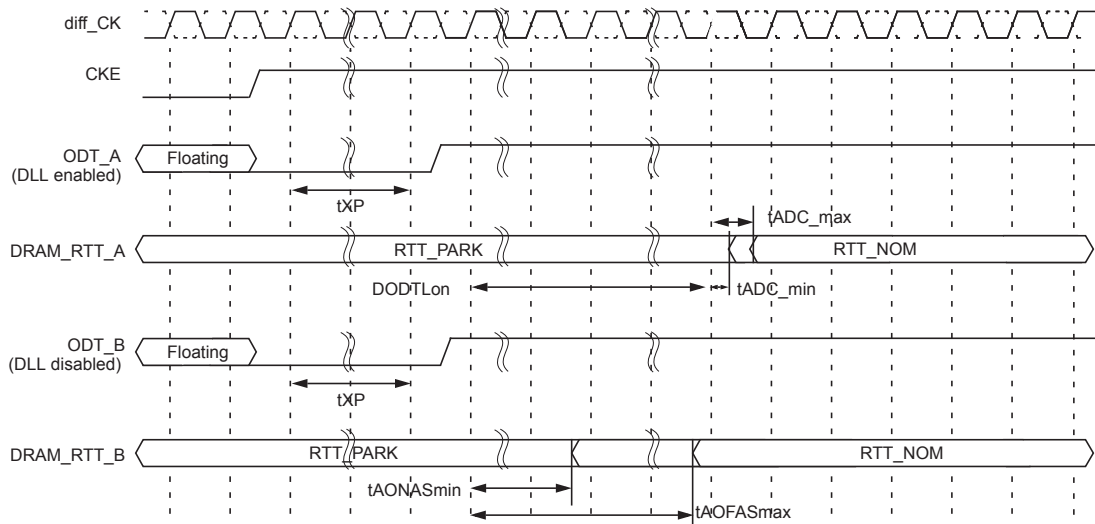 diff_CK
CKE
ODT_A
(DLL enabled)
Floating
tXP
tADC_max
DRAM_RTT_A
RTT_PARK
RTT_NOM
DODTLon
tADC_min
ODT_B
(DLL disabled)
Floating
tXP
DRAM_RTT_B
RTT_PARK
RTT_NOM
tAONASmin
tAOFASmax